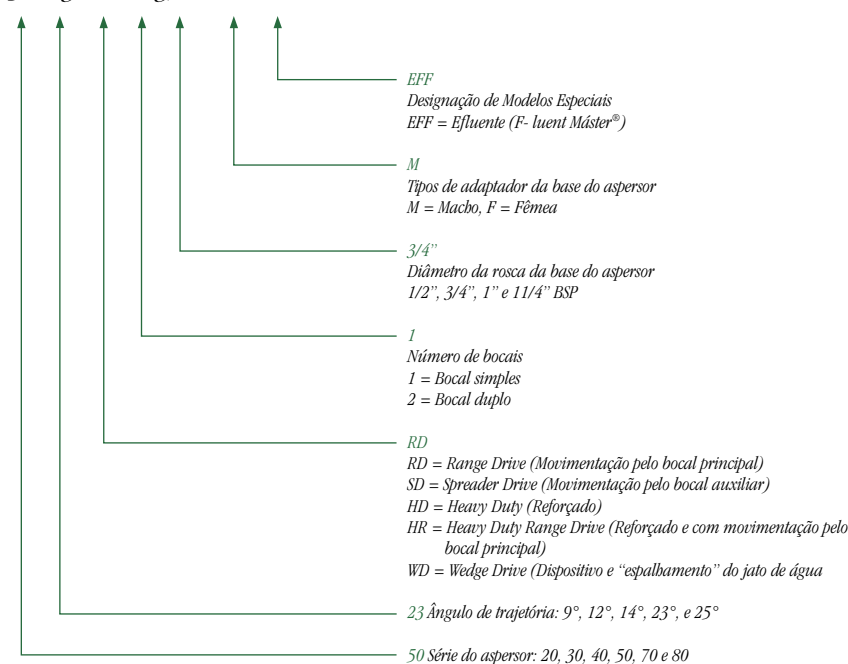 EFF
Designação de Modelos Especiais
EFF = Efluente (F- luent Máster®)
M
Tipos de adaptador da base do aspersor
M = Macho, F = Fêmea
3/4”
Diâmetro da rosca da base do aspersor
1/2”, 3/4”, 1” e 11/4” BSP
1
Número de bocais
1 = Bocal simples
2 = Bocal duplo
RD
RD = Range Drive (Movimentação pelo bocal principal)
SD = Spreader Drive (Movimentação pelo bocal auxiliar)
HD = Heavy Duty (Reforçado)
HR = Heavy Duty Range Drive (Reforçado e com movimentação pelo
bocal principal)
WD = Wedge Drive (Dispositivo e “espalhamento” do jato de água
23 Ângulo de trajetória: 9°, 12°, 14°, 23°, e 25°
50 Série do aspersor: 20, 30, 40, 50, 70 e 80